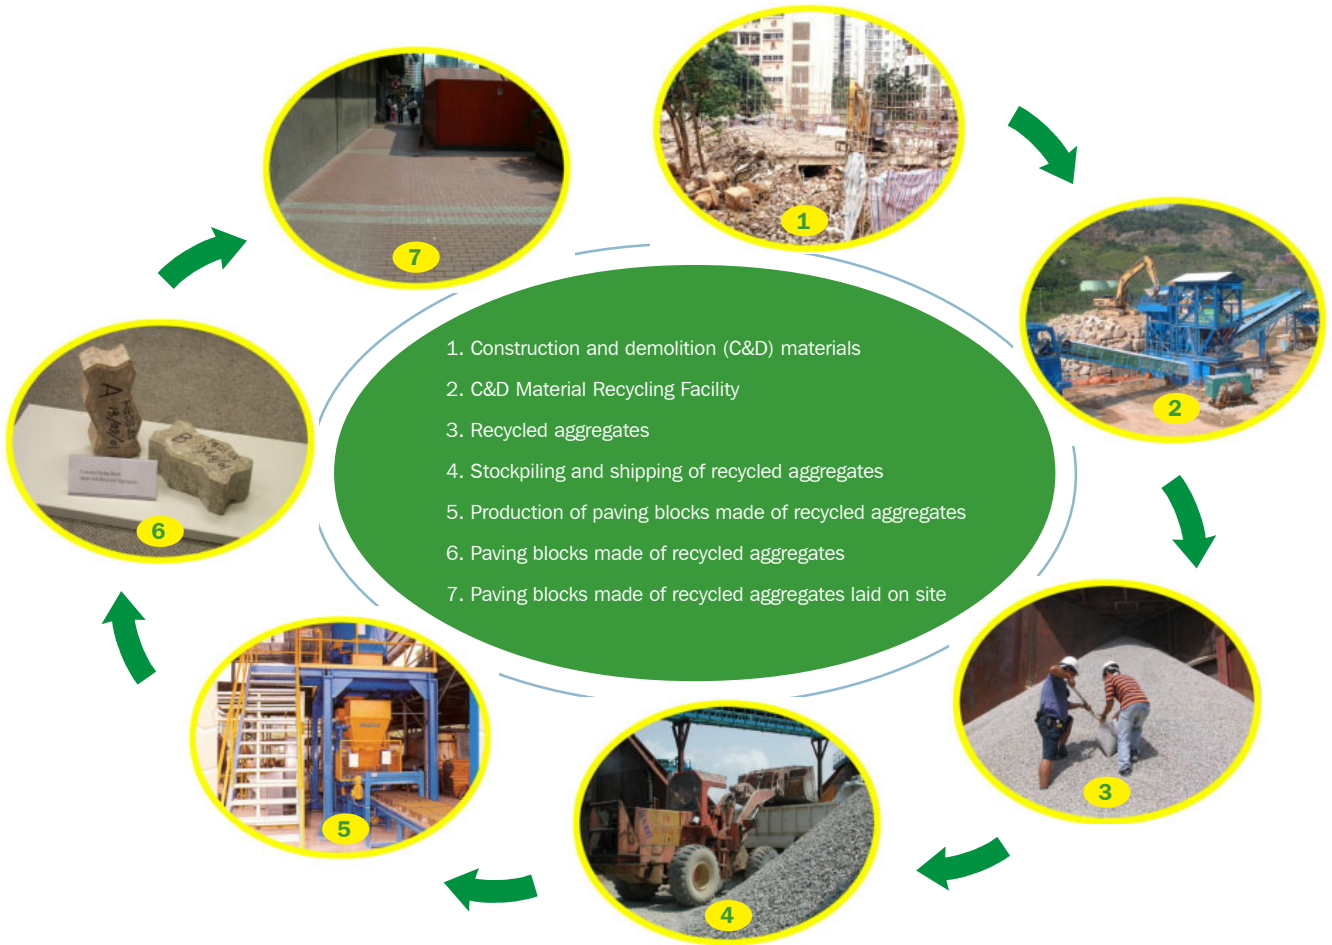 1. Construction and demolition (C&D) materials
2. C&D Material Recycling Facility
3. Recycled aggregates
4. Stockpiling and shipping of recycled aggregates
5. Production of paving blocks made of recycled aggregates
6. Paving blocks made of recycled aggregates
7. Paving blocks made of recycled aggregates laid on site
1
2
3
4
5
6
7
A
B